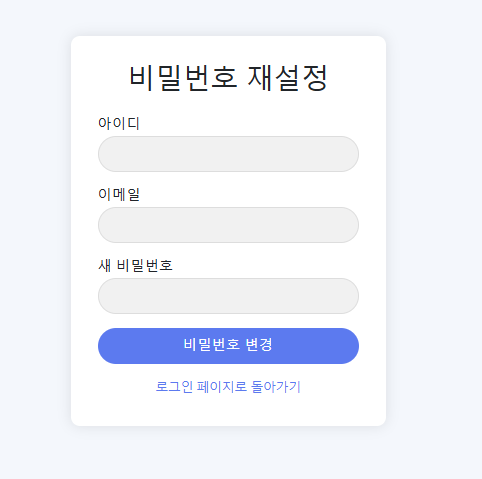 비밀번호 재설정
아이디
이메일
새 비밀번호
비밀번호 변경
로그인 페이지로 돌아가기